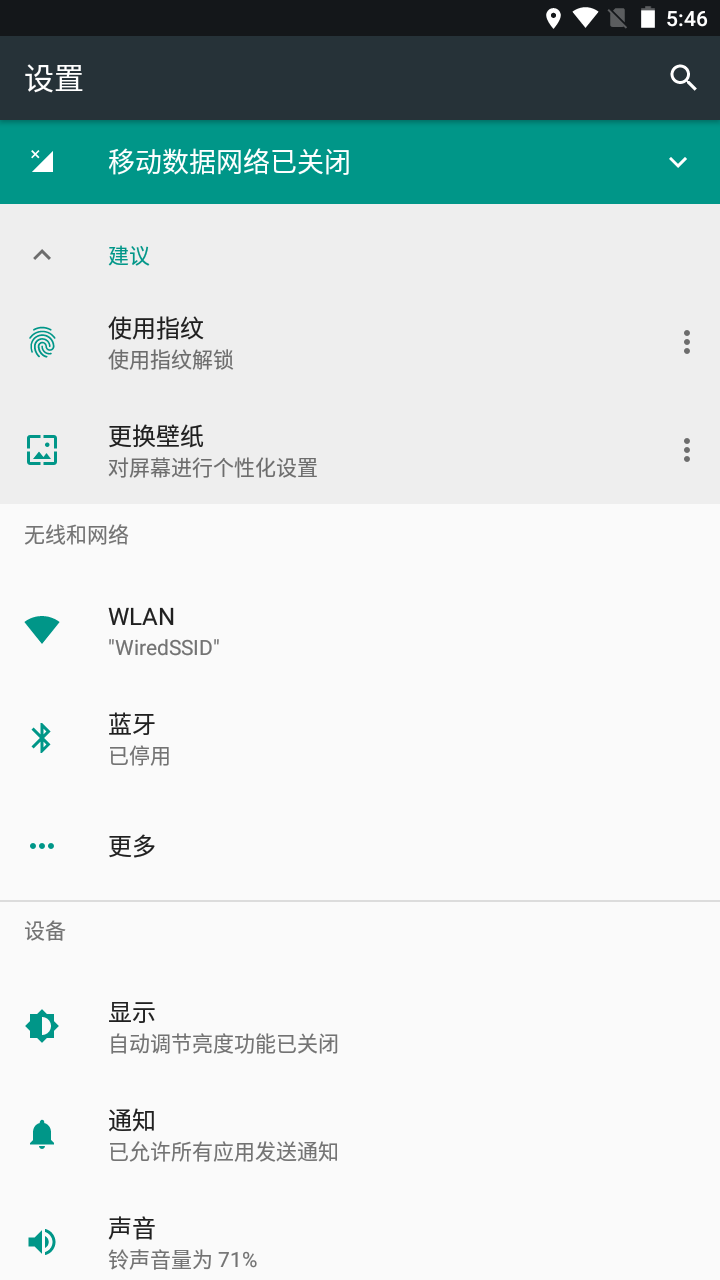 5:46
设置
移动数据网络已关闭
建议
使用指纹
使用指纹解锁
更换壁纸
对屏幕进行个性化设置
无线和网络
WLAN
"WiredSSID"
蓝牙
已停用
更多
设备
显示
自动调节亮度功能已关闭
通知
已允许所有应用发送通知
声音
铃声音量为 71%